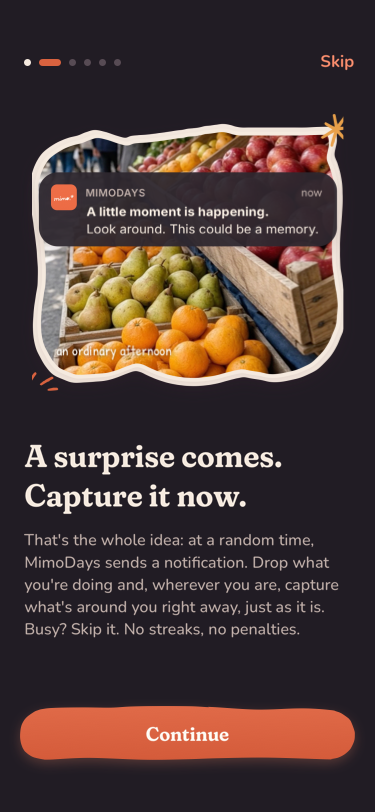 Skip
mimo
MIMODAYS now
A little moment is happening.
Look around. This could be a memory.
an ordinary afternoon
A surprise comes.
Capture it now.
That's the whole idea: at a random time,
MimoDays sends a notification. Drop what
you're doing and, wherever you are, capture
what's around you right away, just as it is.
Busy? Skip it. No streaks, no penalties.
Continue